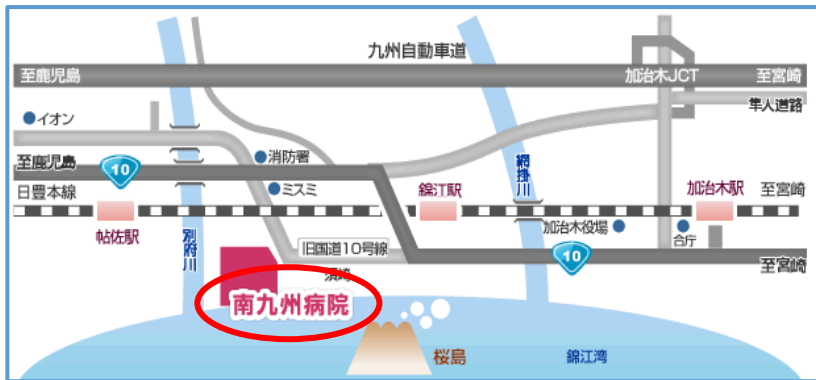 九州自動車道
至鹿児島
加治木JCT
至宮崎
隼人道路
イオン
消防署
至鹿児島
10
ミスミ
日豊本線
帖佐駅
別府川
錦江駅
網掛川
加治木役場
加治木駅
至宮崎
合庁
旧国道10号線
須崎
10
至宮崎
南九州病院
桜島
錦江湾